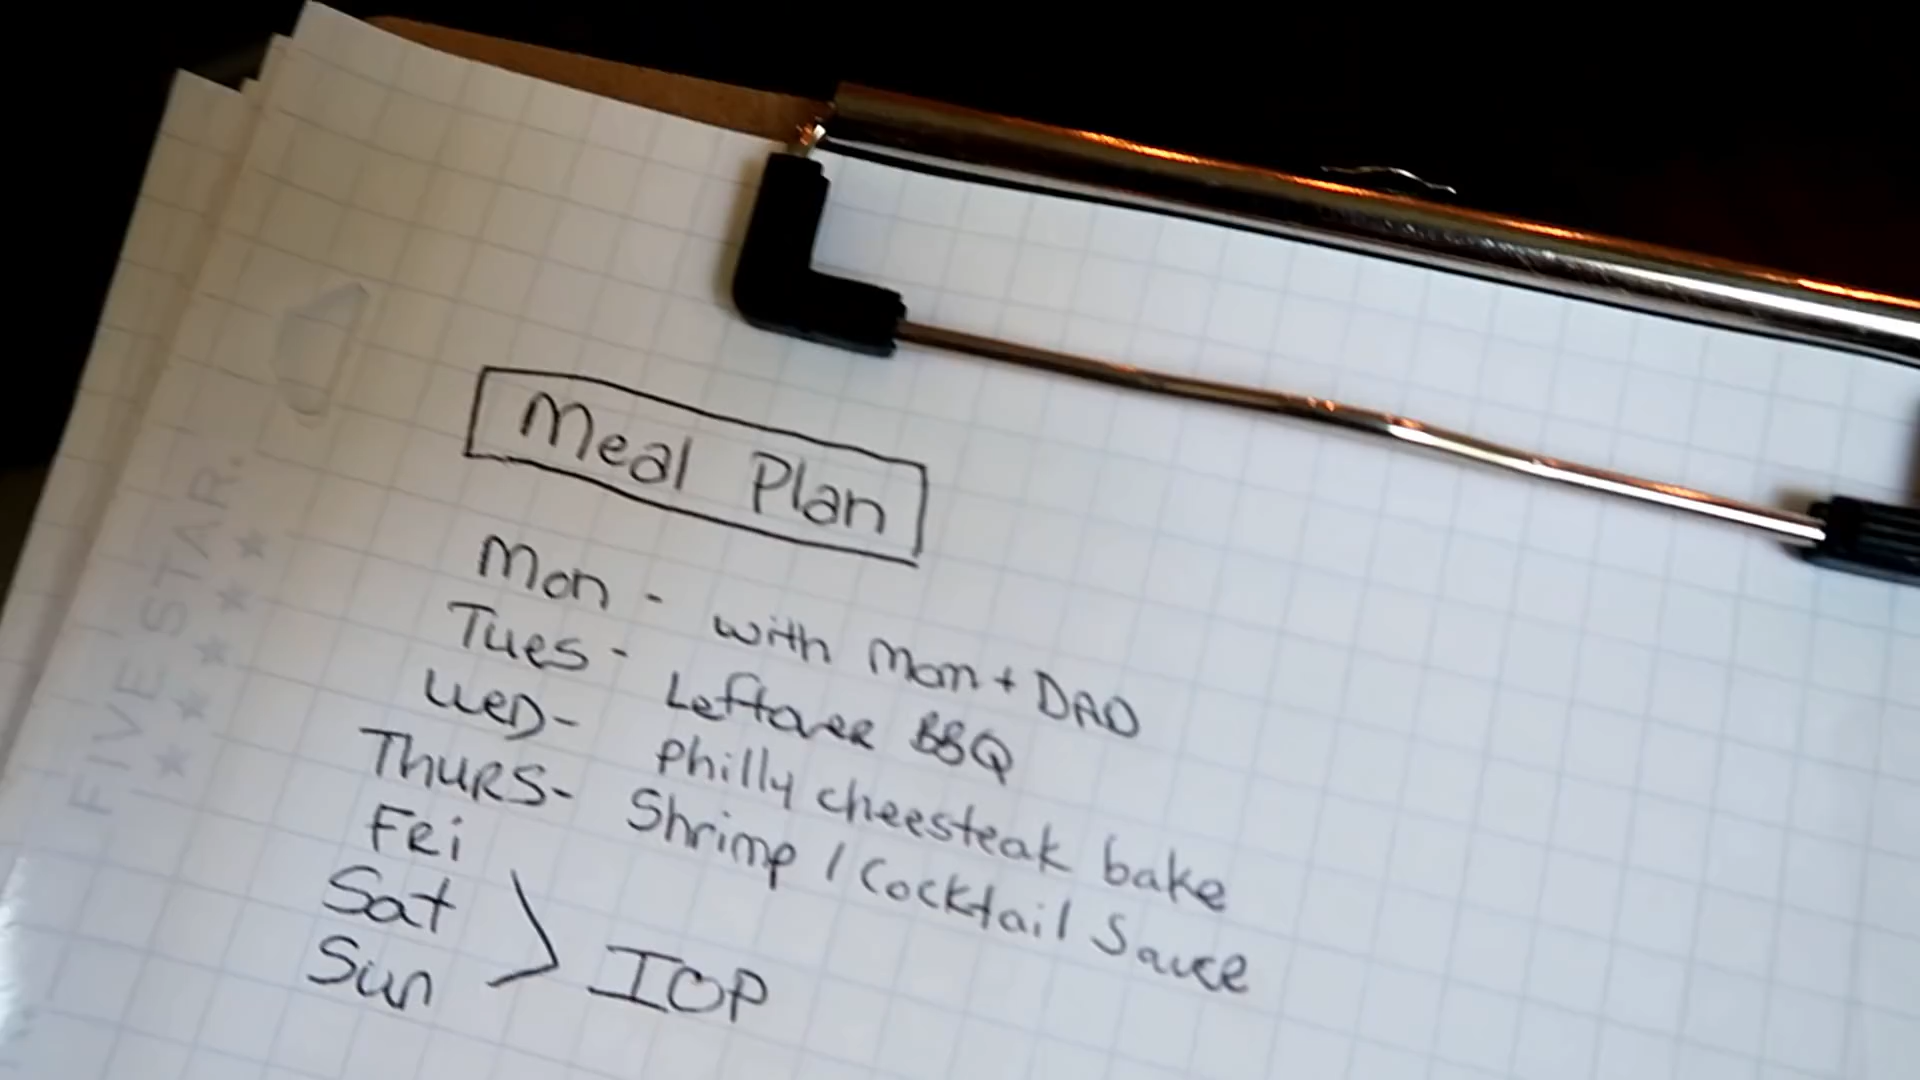 Meal Plan
Mon - with Mom + DAD
Tues - Leftover BBQ
WED - Philly cheesteak bake
THURS - Shrimp / Cocktail Sauce
FRi
Sat
Sun
IOP
FIVE STAR.